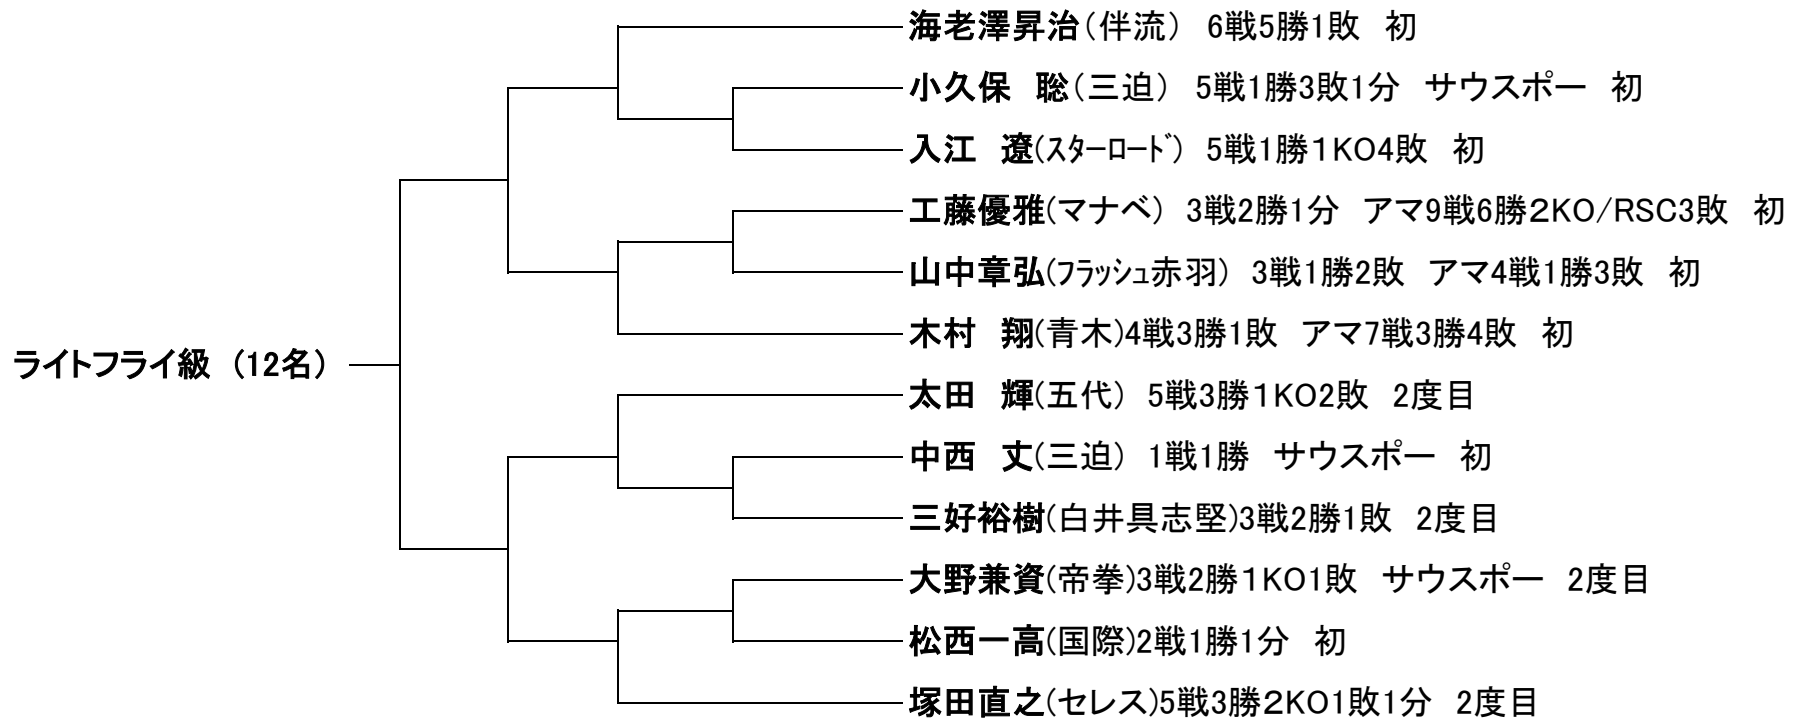 海老澤昇治(伴流) 6戦5勝1敗 初
小久保 聡(三迫) 5戦1勝3敗1分 サウスポー 初
入江 遼(ｽﾀｰﾛｰﾄﾞ) 5戦1勝1KO4敗 初
工藤優雅(マナベ) 3戦2勝1分 アマ9戦6勝2KO/RSC3敗 初
山中章弘(ﾌﾗｯｼｭ赤羽) 3戦1勝2敗 アマ4戦1勝3敗 初
木村 翔(青木)4戦3勝1敗 アマ7戦3勝4敗 初
ライトフライ級 (12名)
太田 輝(五代) 5戦3勝1KO2敗 2度目
中西 丈(三迫) 1戦1勝 サウスポー 初
三好裕樹(白井具志堅)3戦2勝1敗 2度目
大野兼資(帝拳)3戦2勝1KO1敗 サウスポー 2度目
松西一高(国際)2戦1勝1分 初
塚田直之(セレス)5戦3勝2KO1敗1分 2度目